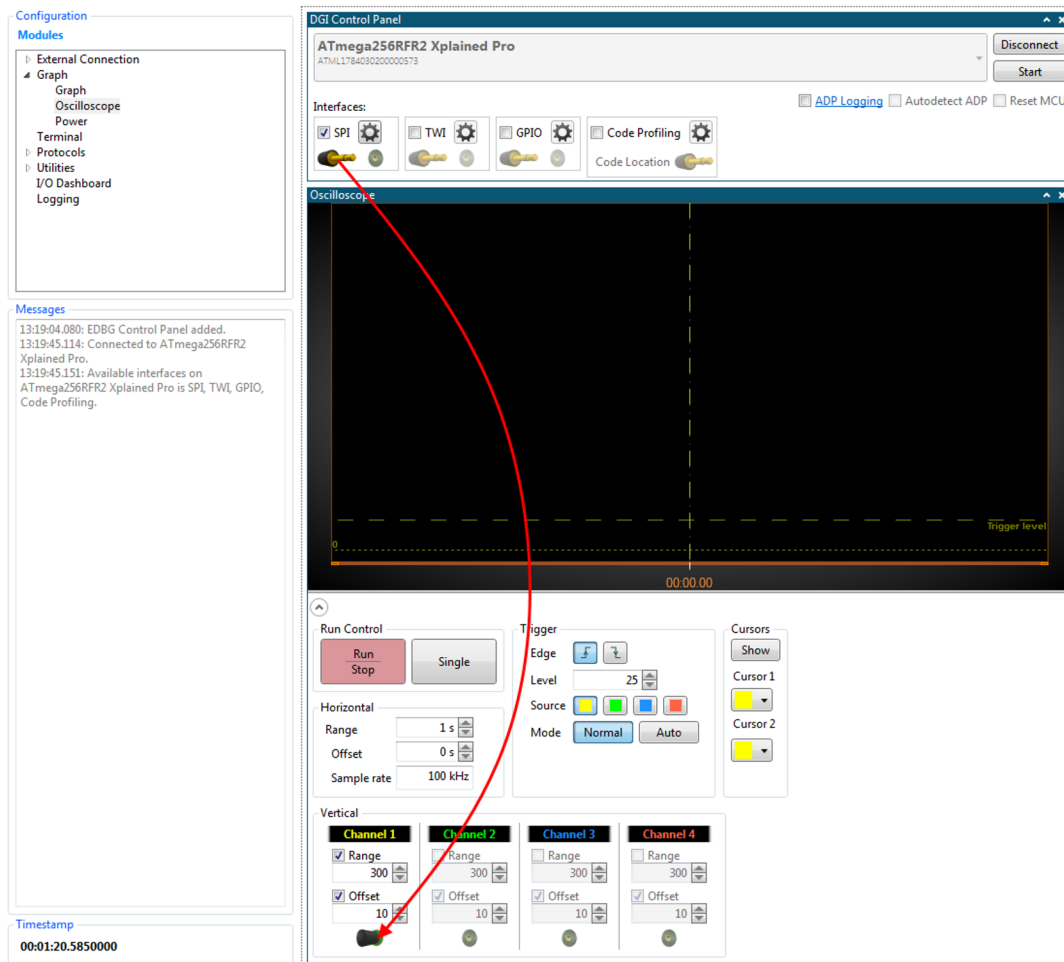 Configuration
Modules
External Connection
Graph
Graph
Oscilloscope
Power
Terminal
Protocols
Utilities
I/O Dashboard
Logging
Messages
13:19:04.080: EDBG Control Panel added.
13:19:45.114: Connected to ATmega256RFR2
Xplained Pro.
13:19:45.151: Available interfaces on
ATmega256RFR2 Xplained Pro is SPI, TWI, GPIO,
Code Profiling.
Timestamp
00:01:20.5850000
DGI Control Panel
ATmega256RFR2 Xplained Pro
ATML1784030200000573
Disconnect
Start
Interfaces:
ADP Logging Autodetect ADP Reset MCU
SPI TWI GPIO Code Profiling
Code Location
Oscilloscope
Trigger level
0
00:00.00
Run Control
Run
Stop
Single
Horizontal
Range 1 s
Offset 0 s
Sample rate 100 kHz
Trigger
Edge
Level 25
Source
Mode Normal Auto
Cursors
Show
Cursor 1
Cursor 2
Vertical
Channel 1 Channel 2 Channel 3 Channel 4
Range Range Range Range
300 300 300 300
Offset Offset Offset Offset
10 10 10 10